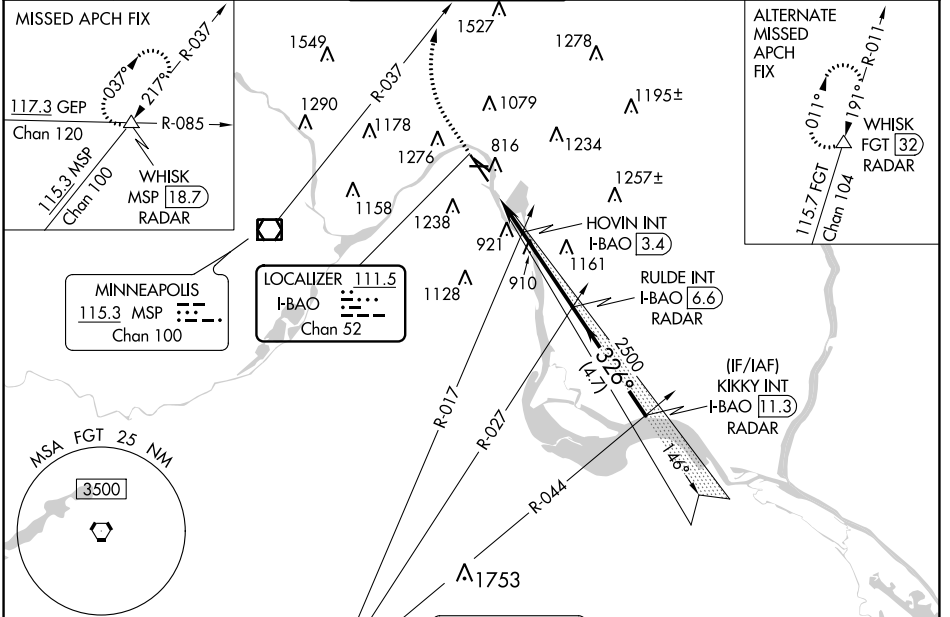 MISSED APCH FIX
037°
217°
R-037
117.3 GEP
Chan 120
R-085
115.3 MSP
Chan 100
WHISK
MSP 18.7
RADAR
ALTERNATE
MISSED
APCH
FIX
R-011
011°
191°
WHISK
FGT 32
RADAR
115.7 FGT
Chan 104
1549
1527
1278
R-037
1290
1178
1079
1195±
1276
816
1234
1158
1257±
1238
921
910
1161
1128
HOVIN INT
I-BAO 3.4
RULDE INT
I-BAO 6.6
RADAR
MINNEAPOLIS
115.3 MSP
Chan 100
LOCALIZER 111.5
I-BAO
Chan 52
2500
326°
(4.7)
(IF/IAF)
KIKKY INT
I-BAO 11.3
RADAR
146°
R-017
R-027
R-044
MSA FGT 25 NM
3500
1753